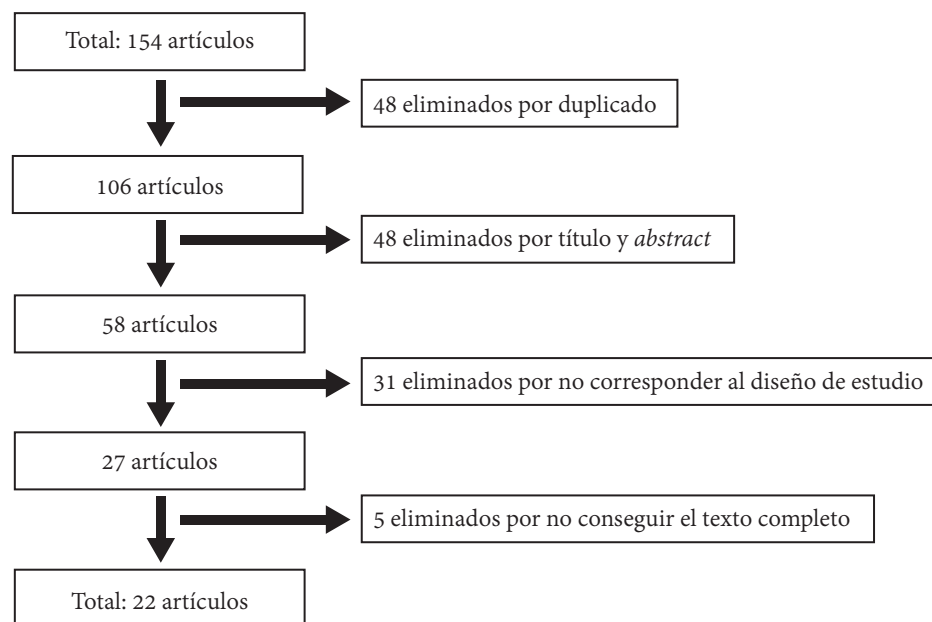 Total: 154 artículos
48 eliminados por duplicado
106 artículos
48 eliminados por título y abstract
58 artículos
31 eliminados por no corresponder al diseño de estudio
27 artículos
5 eliminados por no conseguir el texto completo
Total: 22 artículos